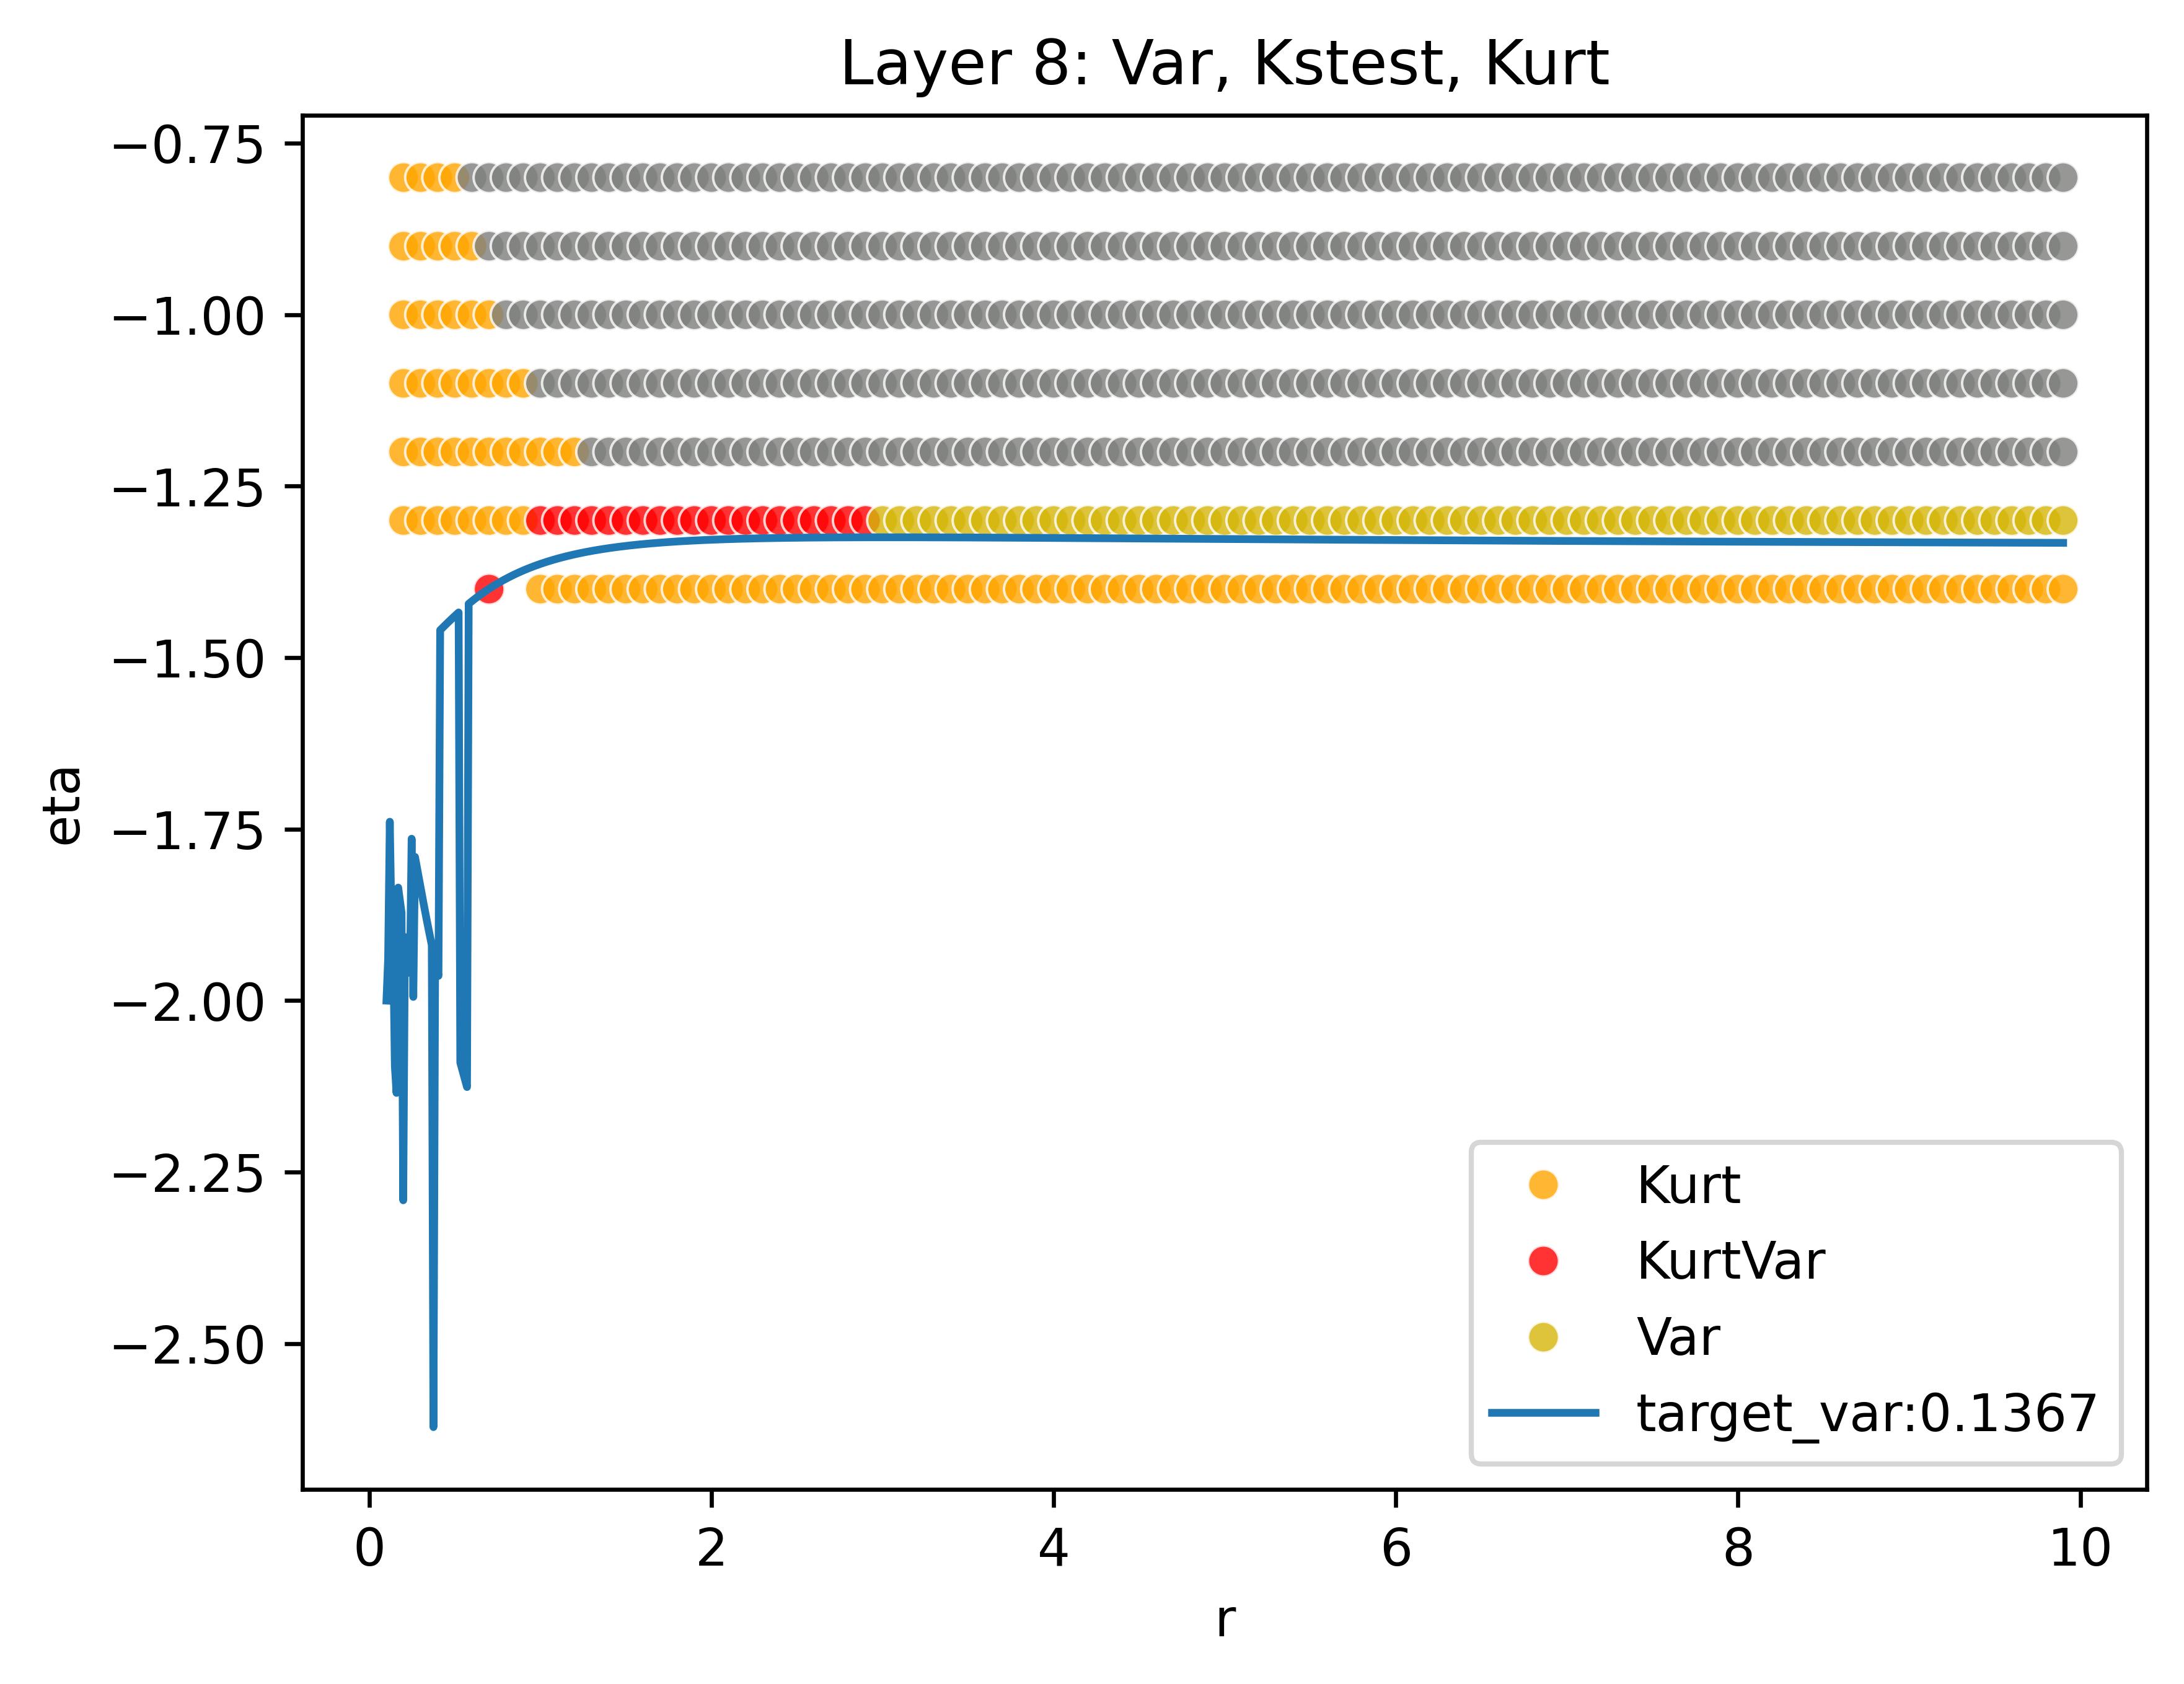 Layer 8: Var, Kstest, Kurt
−0.75
−1.00
−1.25
−1.50
−1.75
−2.00
−2.25
−2.50
eta
Kurt
KurtVar
Var
target_var:0.1367
0 2 4 6 8 10
r